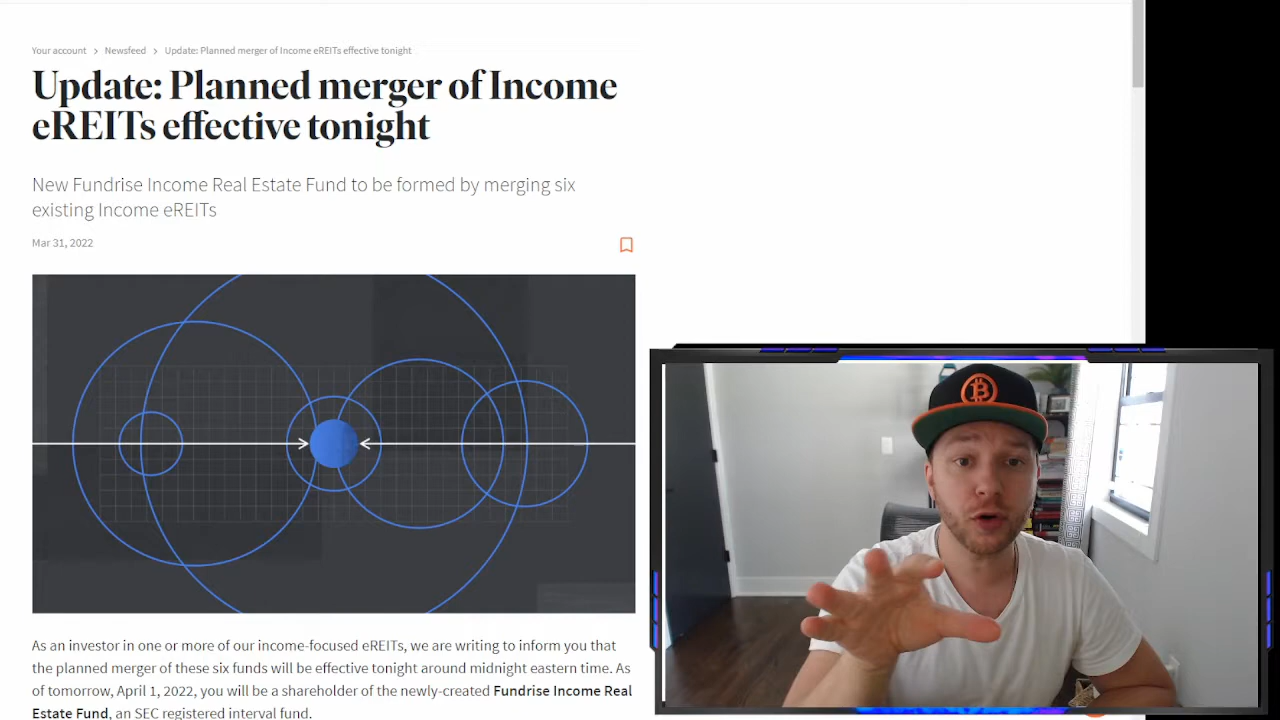 Your account > Newsfeed > Update: Planned merger of Income eREITs effective tonight
Update: Planned merger of Income
eREITs effective tonight
New Fundrise Income Real Estate Fund to be formed by merging six
existing Income eREITs
Mar 31, 2022
As an investor in one or more of our income-focused eREITs, we are writing to inform you that
the planned merger of these six funds will be effective tonight around midnight eastern time. As
of tomorrow, April 1, 2022, you will be a shareholder of the newly-created Fundrise Income Real
Estate Fund, an SEC registered interval fund.